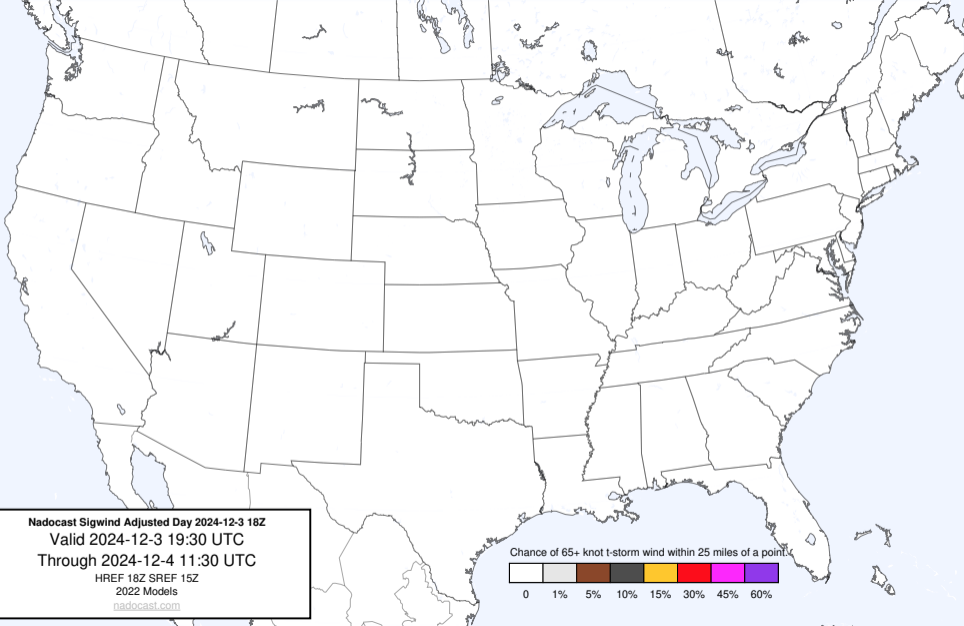 Nadocast Sigwind Adjusted Day 2024-12-3 18Z
Valid 2024-12-3 19:30 UTC
Through 2024-12-4 11:30 UTC
HREF 18Z SREF 15Z
2022 Models
nadocast.com
Chance of 65+ knot t-storm wind within 25 miles of a point.
0 1% 5% 10% 15% 30% 45% 60%